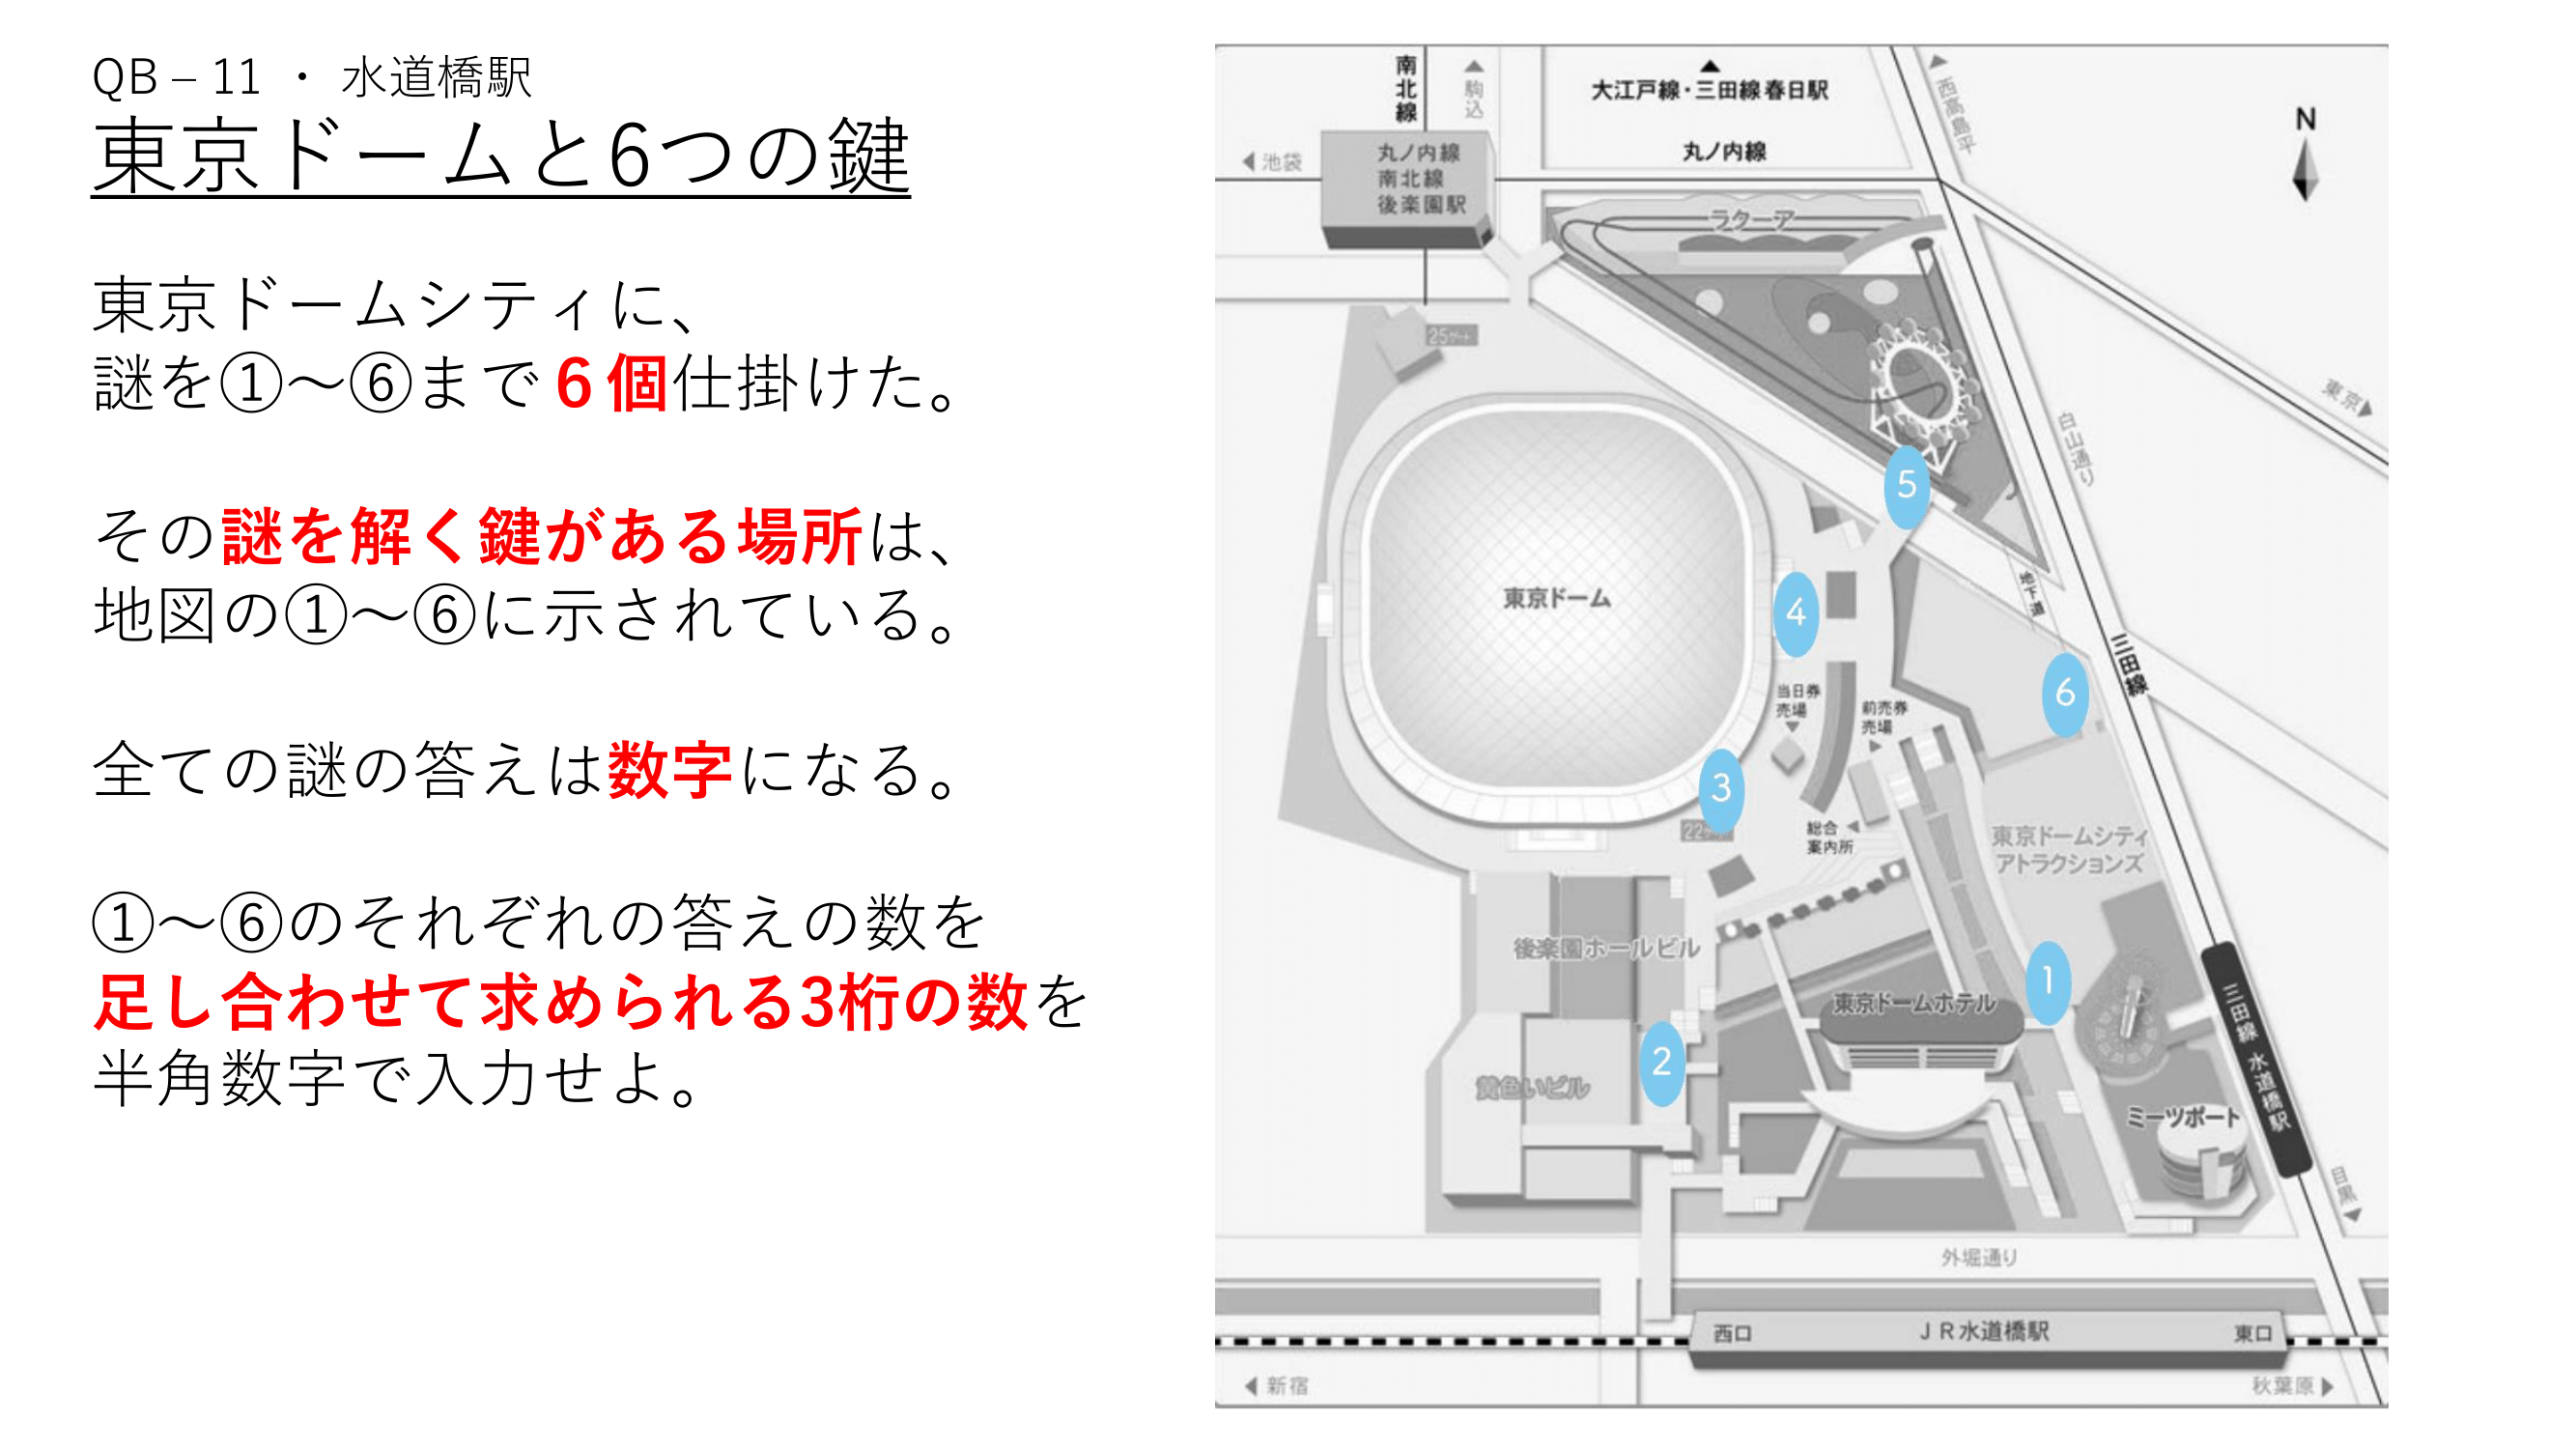 QB – 11 ・ 水道橋駅
東京ドームと6つの鍵
東京ドームシティに、
謎を①～⑥まで６個仕掛けた。
その謎を解く鍵がある場所は、
地図の①～⑥に示されている。
全ての謎の答えは数字になる。
①～⑥のそれぞれの答えの数を
足し合わせて求められる3桁の数を
半角数字で入力せよ。
南北線
駒込
大江戸線・三田線 春日駅
西高島平
N
池袋
丸ノ内線
南北線
後楽園駅
丸ノ内線
ラクーア
25ゲート
東京
白山通り
5
地下道
東京ドーム
4
三田線
6
当日券
売場
前売券
売場
3
22
総合
案内所
東京ドームシティ
アトラクションズ
後楽園ホールビル
東京ドームホテル
1
三田線 水道橋駅
2
黄色いビル
ミーツポート
目黒
外堀通り
西口
ＪＲ水道橋駅
東口
新宿
秋葉原